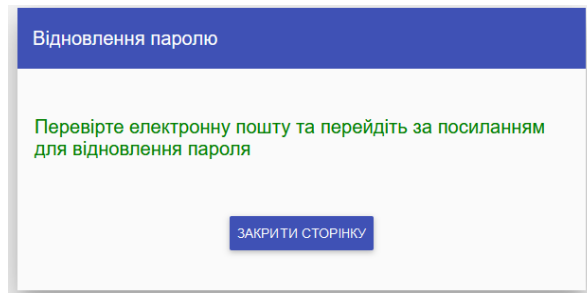 Відновлення паролю
Перевірте електронну пошту та перейдіть за посиланням
для відновлення пароля
ЗАКРИТИ СТОРІНКУ